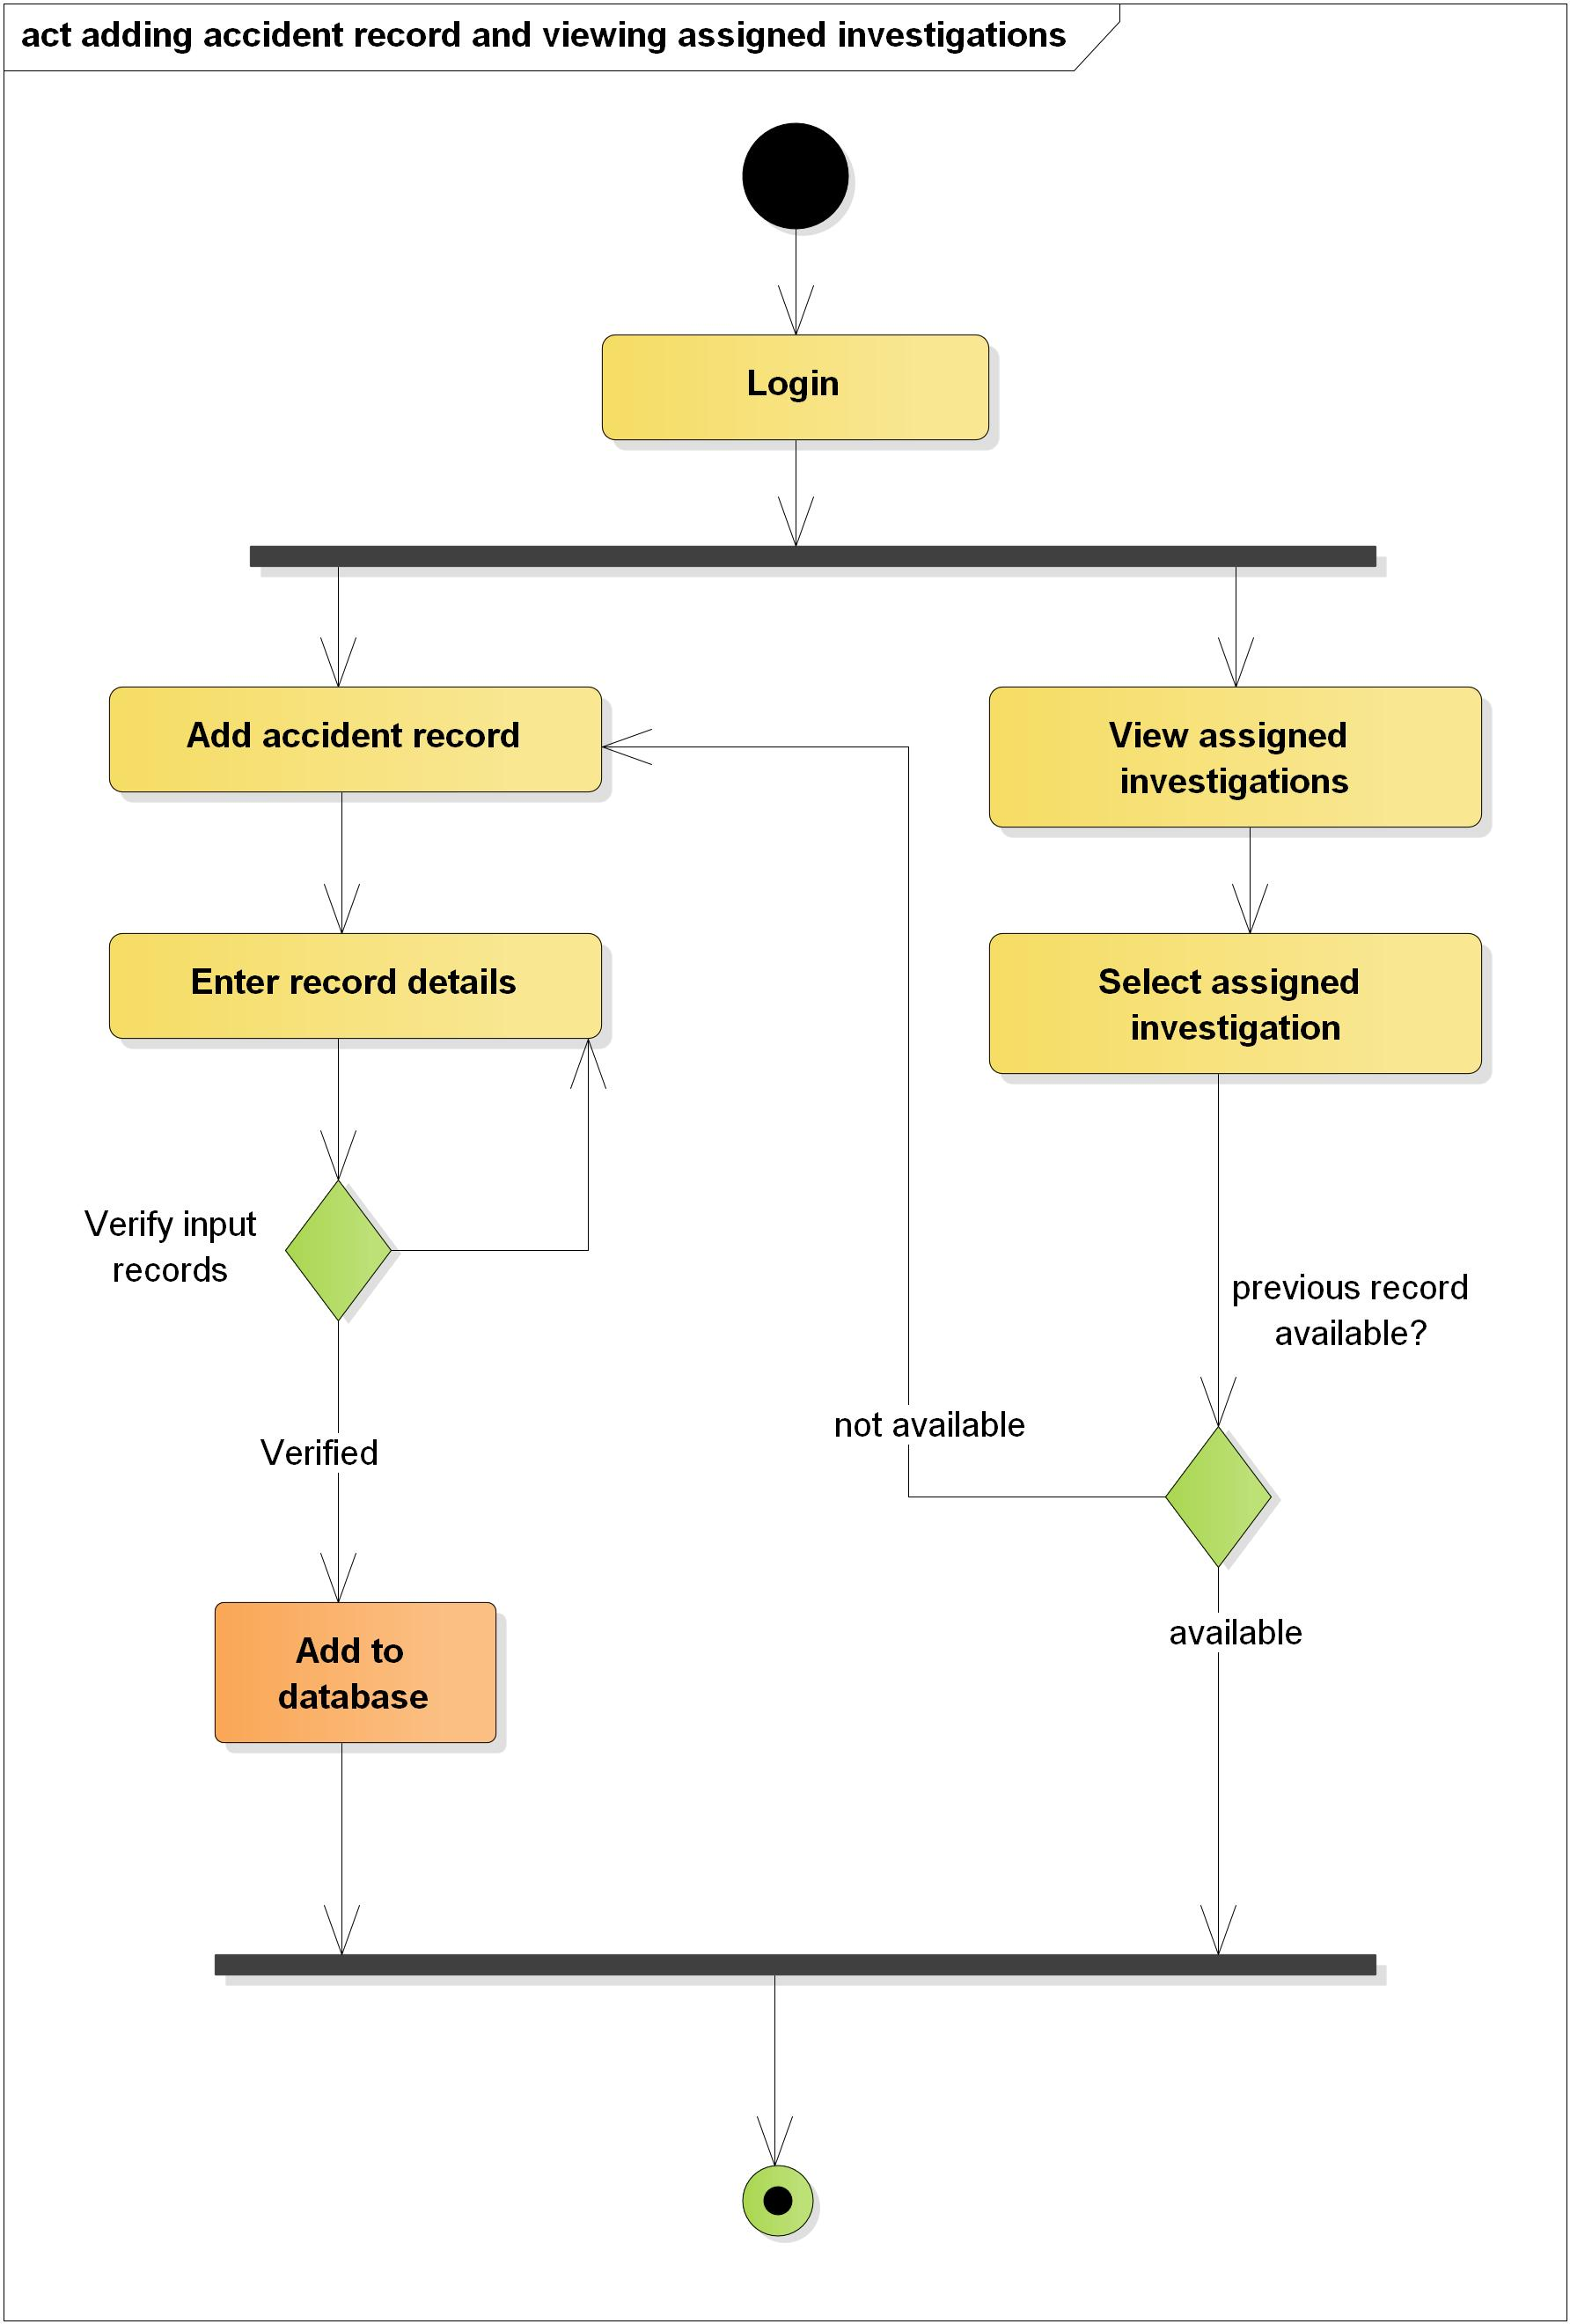 act adding accident record and viewing assigned investigations
Login
Add accident record
View assigned
investigations
Enter record details
Select assigned
investigation
Verify input
records
previous record
available?
not available
Verified
available
Add to
database